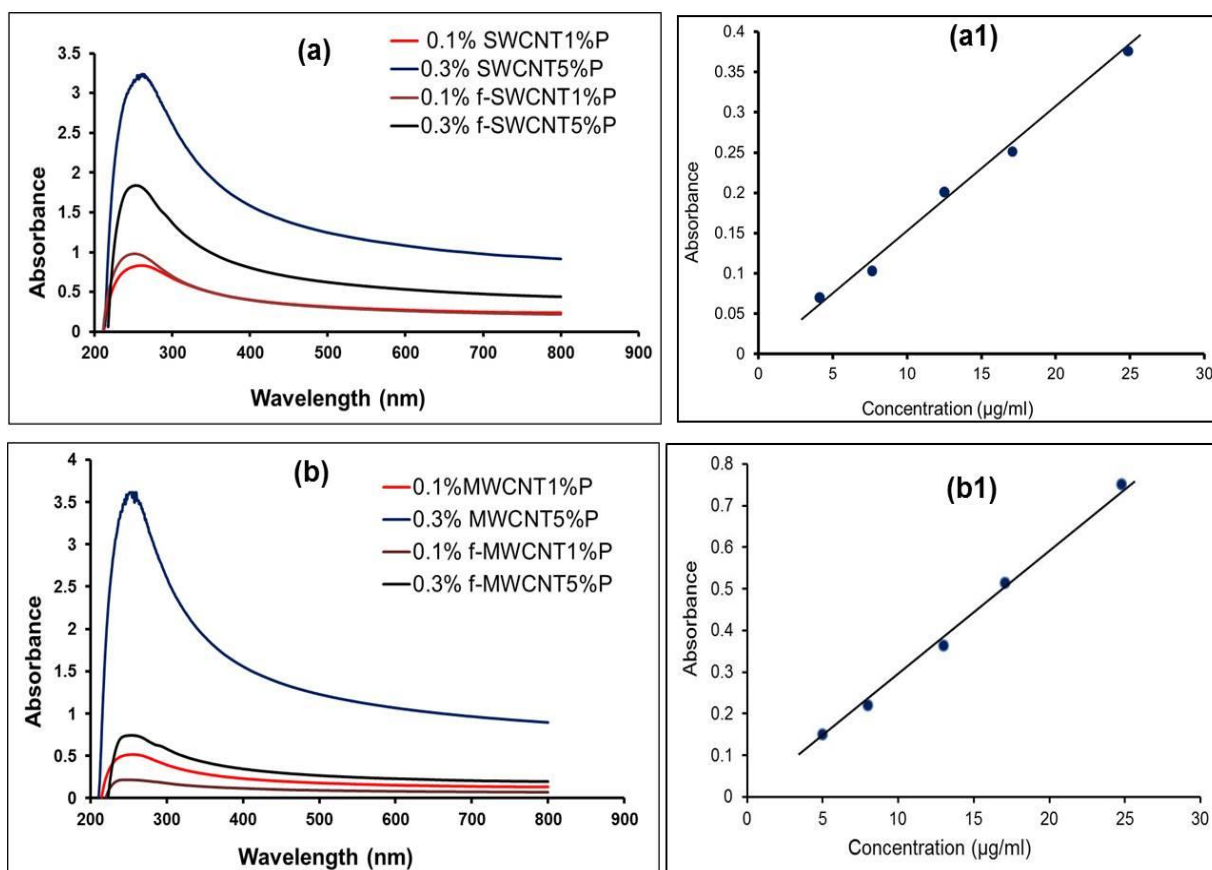 (a)
0.1% SWCNT1%P
0.3% SWCNT5%P
0.1% f-SWCNT1%P
0.3% f-SWCNT5%P
Absorbance
3.5
3
2.5
2
1.5
1
0.5
0
200 300 400 500 600 700 800 900
Wavelength (nm)
(a1)
Absorbance
0.4
0.35
0.3
0.25
0.2
0.15
0.1
0.05
0
0 5 10 15 20 25 30
Concentration (µg/ml)
(b)
0.1%MWCNT1%P
0.3% MWCNT5%P
0.1% f-MWCNT1%P
0.3% f-MWCNT5%P
Absorbance
4
3.5
3
2.5
2
1.5
1
0.5
0
200 300 400 500 600 700 800 900
Wavelength (nm)
(b1)
Absorbance
0.8
0.7
0.6
0.5
0.4
0.3
0.2
0.1
0
0 5 10 15 20 25 30
Concentration (µg/ml)